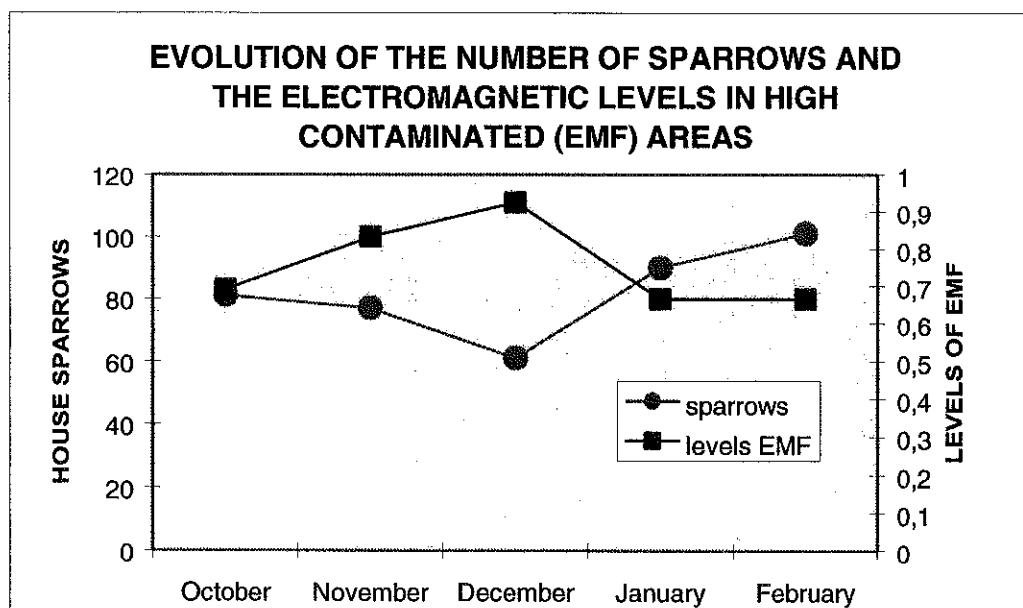 EVOLUTION OF THE NUMBER OF SPARROWS AND
THE ELECTROMAGNETIC LEVELS IN HIGH
CONTAMINATED (EMF) AREAS
HOUSE SPARROWS
120
100
80
60
40
20
0
1
0,9
0,8
0,7
0,6
0,5
0,4
0,3
0,2
0,1
0
LEVELS OF EMF
sparrows
levels EMF
October November December January February